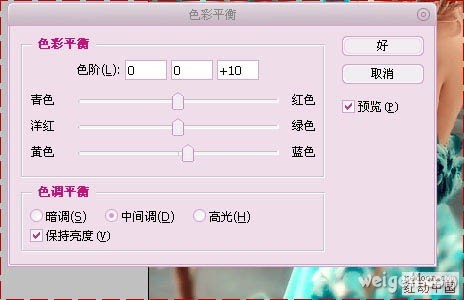 色彩平衡
色彩平衡
色阶(L): 0 0 +10
青色 红色
洋红 绿色
黄色 蓝色
色调平衡
暗调(S) 中间调(D) 高光(H)
保持亮度(V)
好
取消
预览(P)
红动中国